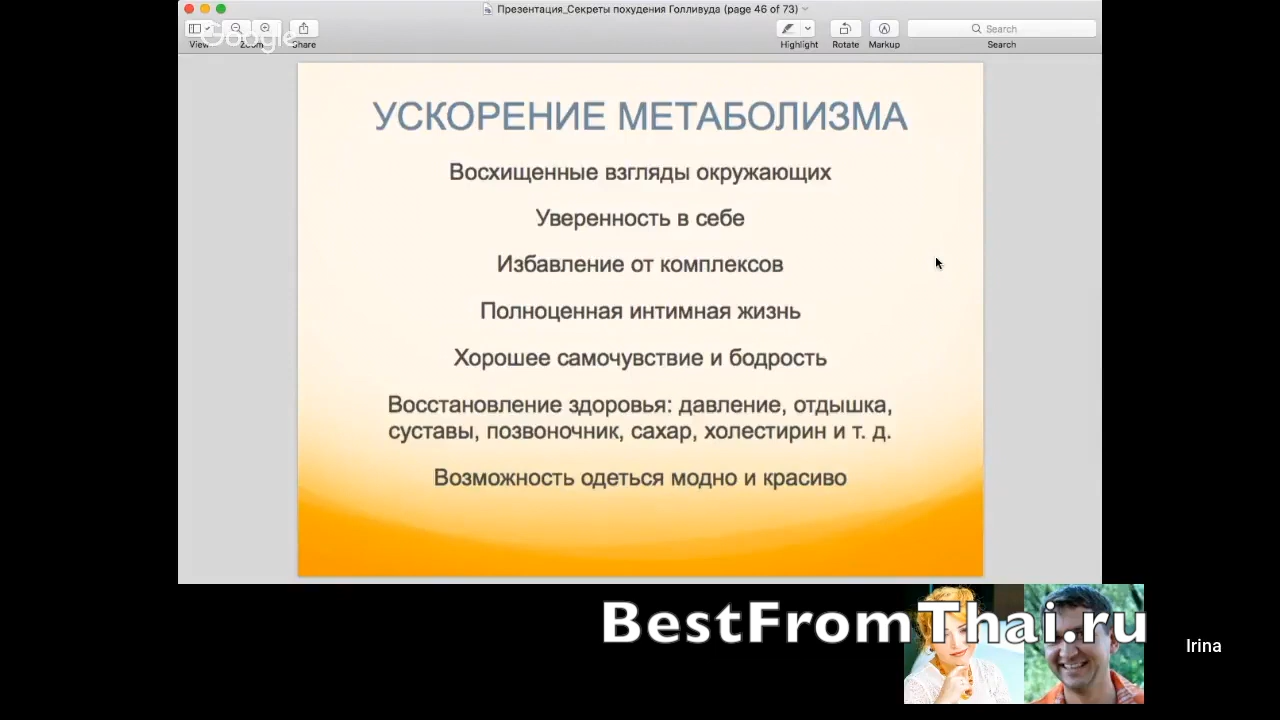 Презентация_Секреты похудения Голливуда (page 46 of 73)
View
Zoom
Share
Highlight
Rotate
Markup
Search
Search
Google
УСКОРЕНИЕ МЕТАБОЛИЗМА
Восхищенные взгляды окружающих
Уверенность в себе
Избавление от комплексов
Полноценная интимная жизнь
Хорошее самочувствие и бодрость
Восстановление здоровья: давление, отдышка,
суставы, позвоночник, сахар, холестирин и т. д.
Возможность одеться модно и красиво
BestFromThai.ru
Irina